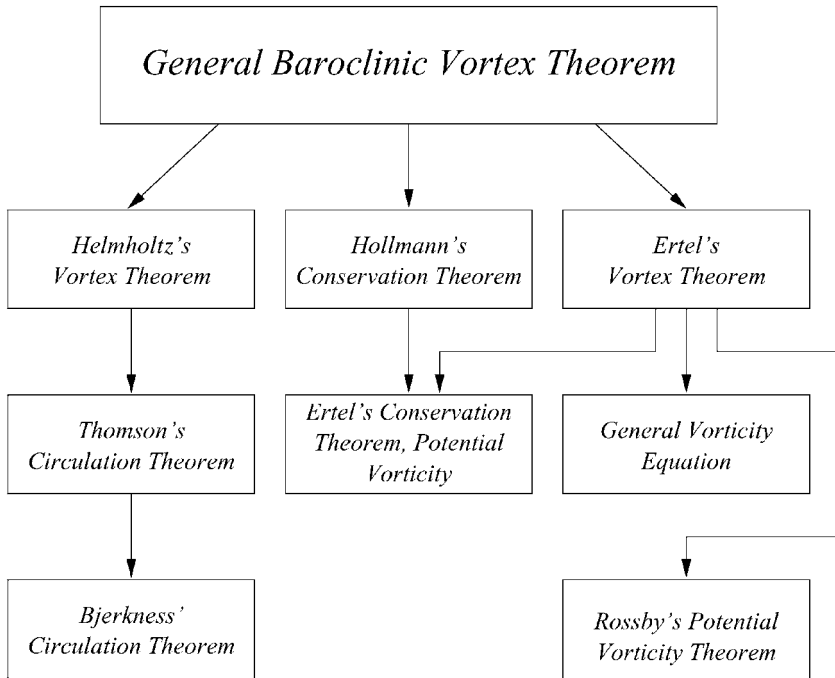 General Baroclinic Vortex Theorem
Helmholtz's
Vortex Theorem
Hollmann's
Conservation Theorem
Ertel's
Vortex Theorem
Thomson's
Circulation Theorem
Ertel's Conservation
Theorem, Potential
Vorticity
General Vorticity
Equation
Bjerkness'
Circulation Theorem
Rossby's Potential
Vorticity Theorem